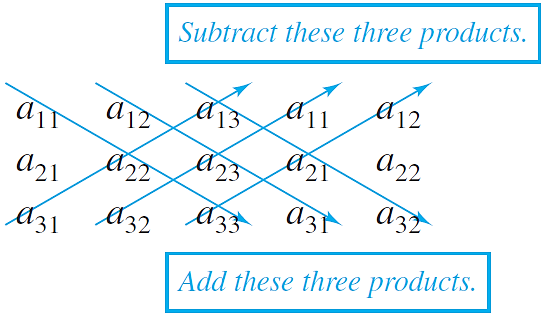 Subtract these three products.
a₁₁ a₁₂ a₁₃ a₁₁ a₁₂
a₂₁ a₂₂ a₂₃ a₂₁ a₂₂
a₃₁ a₃₂ a₃₃ a₃₁ a₃₂
Add these three products.